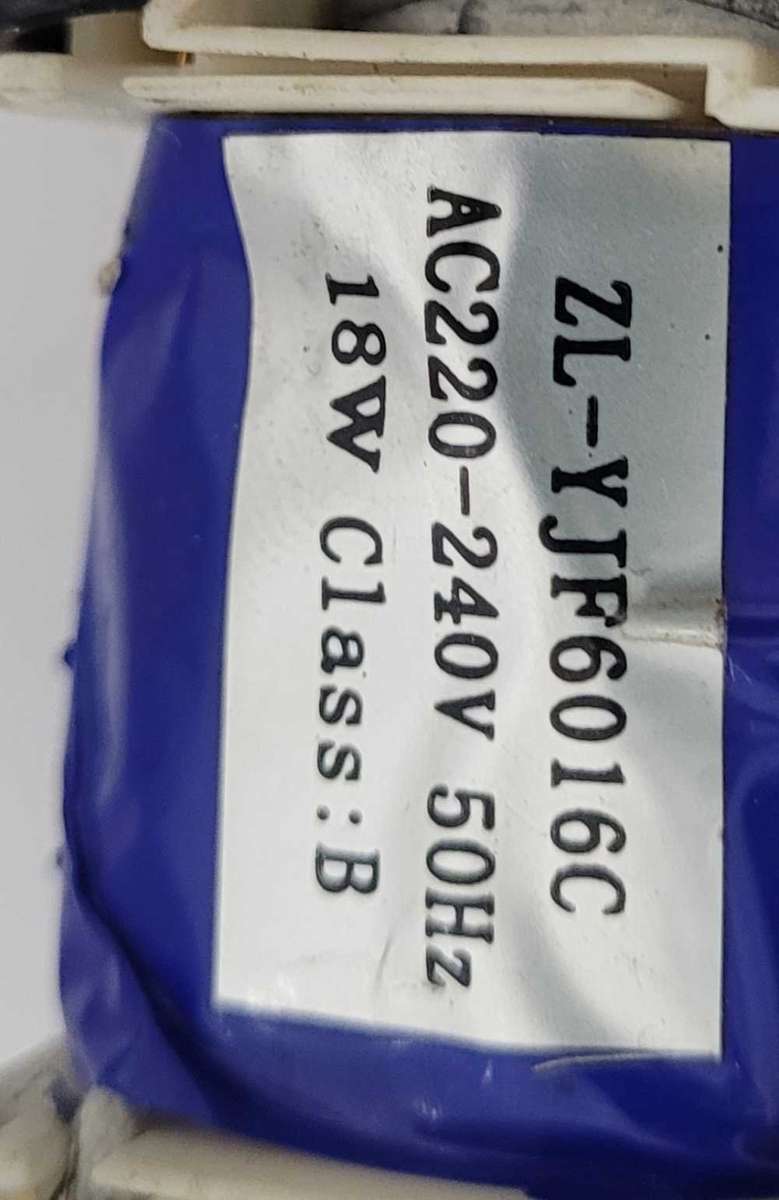 ZL-YJF6016C
AC220-240V 50Hz
18W Class:B